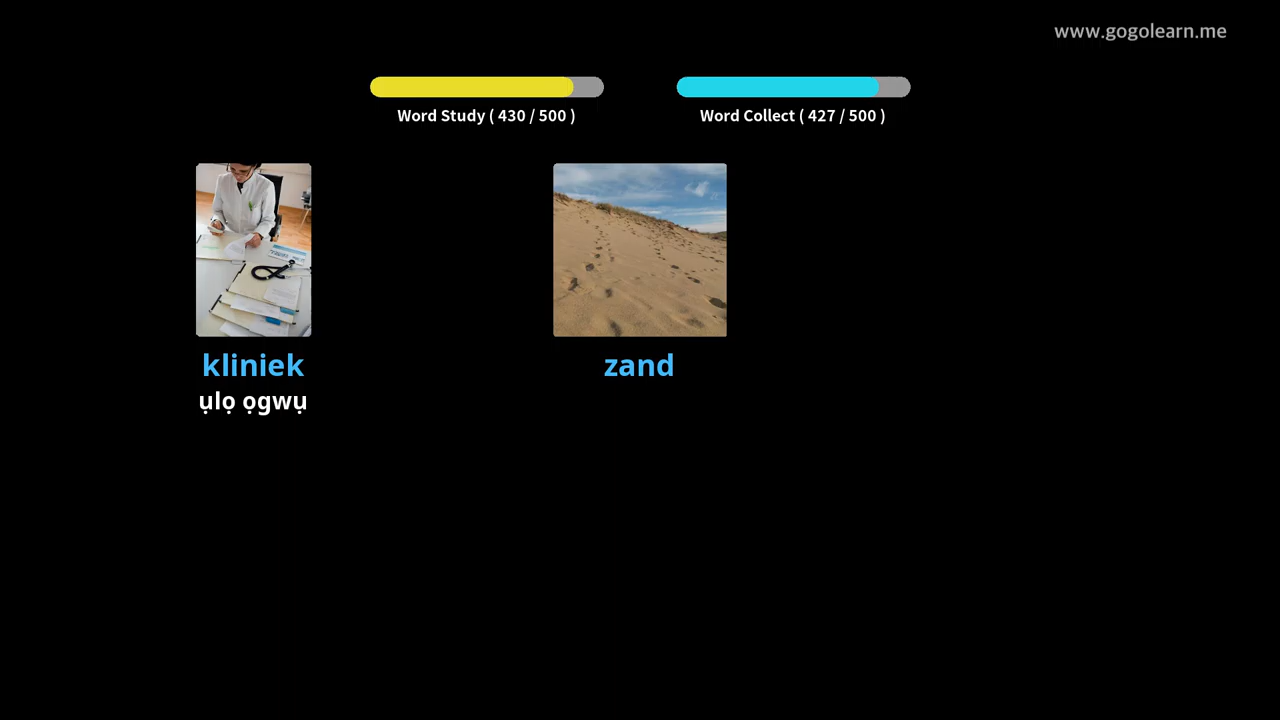 www.gogolearn.me
Word Study ( 430 / 500 )
Word Collect ( 427 / 500 )
kliniek
ụlọ ọgwụ
zand